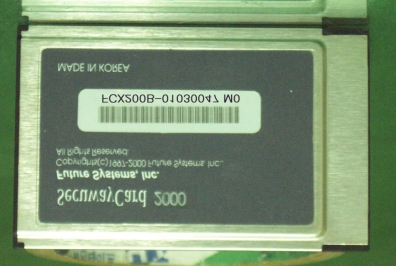 SecuwayCard 2000
Future Systems, Inc.
Copyrights(c)1997-2000 Future Systems, Inc.,
All Rights Reserved.
FCX200B-01030047 M0
MADE IN KOREA